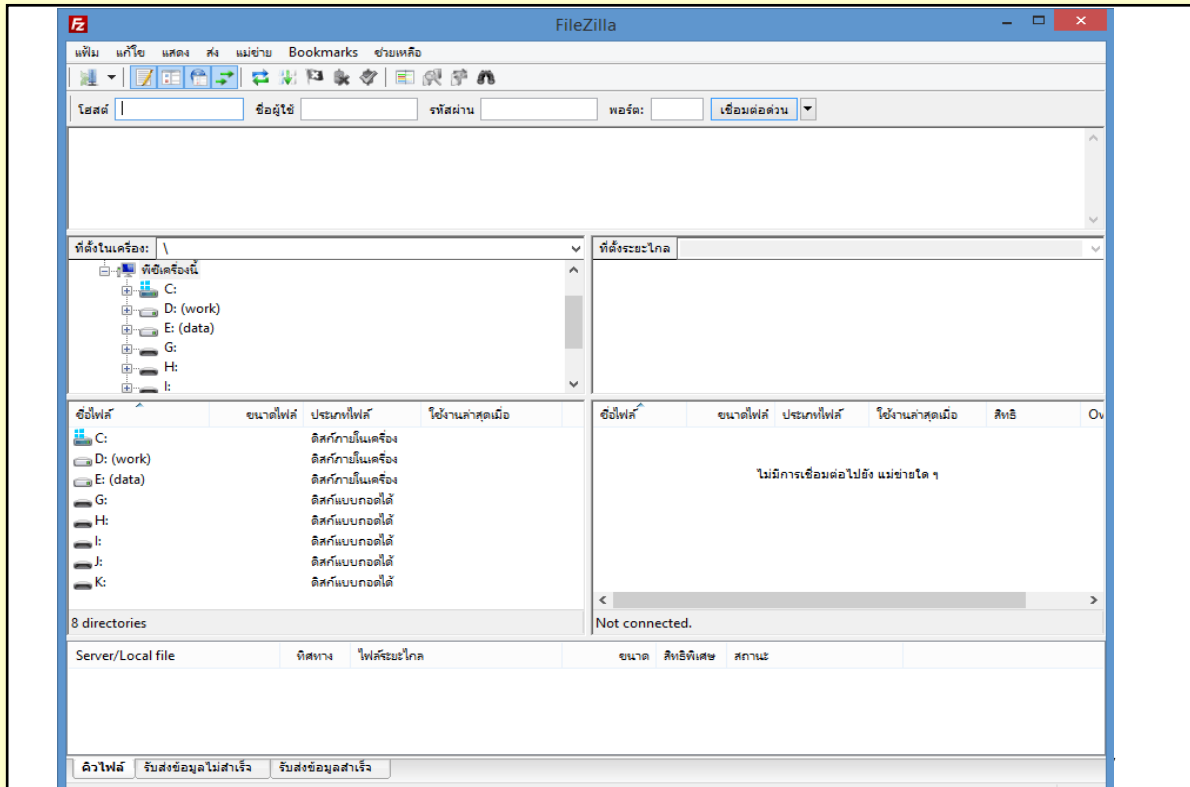 FileZilla
แฟ้ม แก้ไข แสดง ส่ง แม่ข่าย Bookmarks ช่วยเหลือ
โฮสต์ ชื่อผู้ใช้ รหัสผ่าน พอร์ต: เชื่อมต่อด่วน
ที่ตั้งในเครื่อง: \
ที่ตั้งระยะไกล
พีซีเครื่องนี้
C:
D: (work)
E: (data)
G:
H:
I:
ชื่อไฟล์ ขนาดไฟล์ ประเภทไฟล์ ใช้งานล่าสุดเมื่อ
C: ดิสก์ภายในเครื่อง
D: (work) ดิสก์ภายในเครื่อง
E: (data) ดิสก์ภายในเครื่อง
G: ดิสก์แบบถอดได้
H: ดิสก์แบบถอดได้
I: ดิสก์แบบถอดได้
J: ดิสก์แบบถอดได้
K: ดิสก์แบบถอดได้
8 directories
ชื่อไฟล์ ขนาดไฟล์ ประเภทไฟล์ ใช้งานล่าสุดเมื่อ สิทธิ Ov
ไม่มีการเชื่อมต่อไปยัง แม่ข่ายใด ๆ
Not connected.
Server/Local file ทิศทาง ไฟล์ระยะไกล ขนาด สิทธิพิเศษ สถานะ
คิวไฟล์ รับส่งข้อมูลไม่สำเร็จ รับส่งข้อมูลสำเร็จ